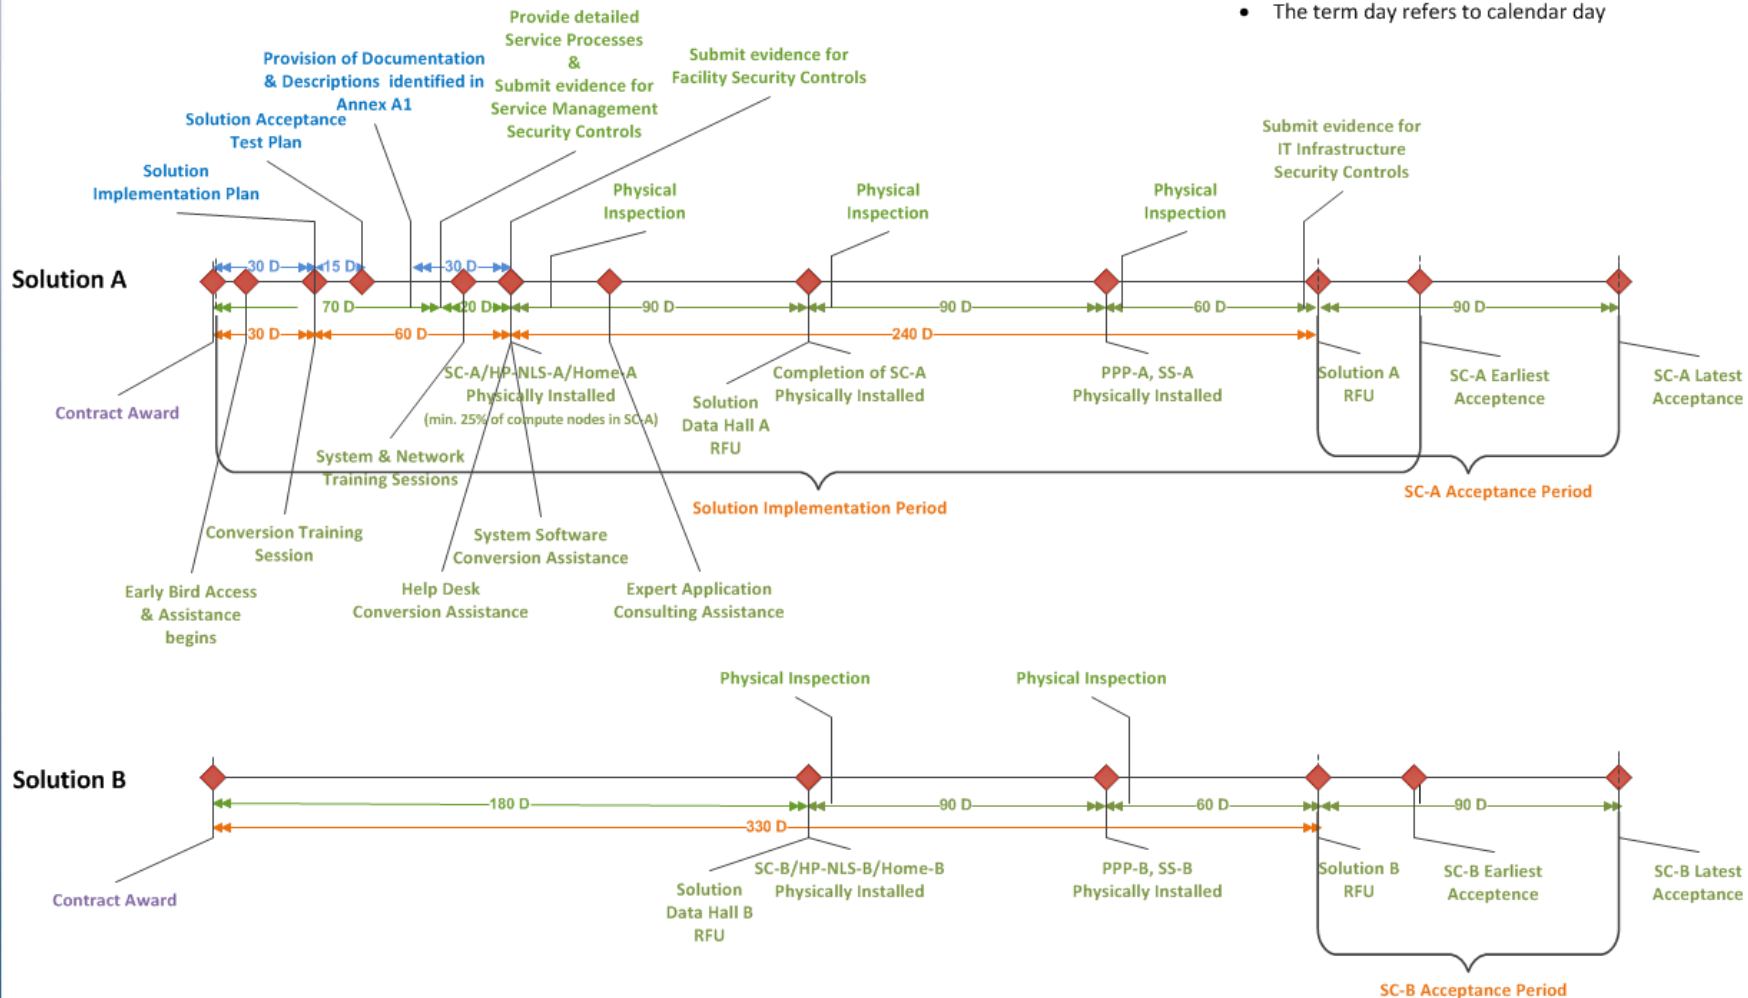 • The term day refers to calendar day
Provide detailed
Service Processes
&
Submit evidence for
Service Management
Security Controls
Submit evidence for
Facility Security Controls
Provision of Documentation
& Descriptions identified in
Annex A1
Solution Acceptance
Test Plan
Solution
Implementation Plan
Submit evidence for
IT Infrastructure
Security Controls
Physical
Inspection
Physical
Inspection
Physical
Inspection
Solution A
30 D
15 D
30 D
70 D
20 D
90 D
90 D
60 D
90 D
30 D
60 D
240 D
Contract Award
SC-A/HP-NLS-A/Home-A
Physically Installed
(min. 25% of compute nodes in SC-A)
Solution
Data Hall A
RFU
Completion of SC-A
Physically Installed
PPP-A, SS-A
Physically Installed
Solution A
RFU
SC-A Earliest
Acceptence
SC-A Latest
Acceptance
System & Network
Training Sessions
Solution Implementation Period
SC-A Acceptance Period
Conversion Training
Session
System Software
Conversion Assistance
Early Bird Access
& Assistance
begins
Help Desk
Conversion Assistance
Expert Application
Consulting Assistance
Physical Inspection
Physical Inspection
Solution B
180 D
90 D
60 D
90 D
330 D
Contract Award
Solution
Data Hall B
RFU
SC-B/HP-NLS-B/Home-B
Physically Installed
PPP-B, SS-B
Physically Installed
Solution B
RFU
SC-B Earliest
Acceptence
SC-B Latest
Acceptance
SC-B Acceptance Period